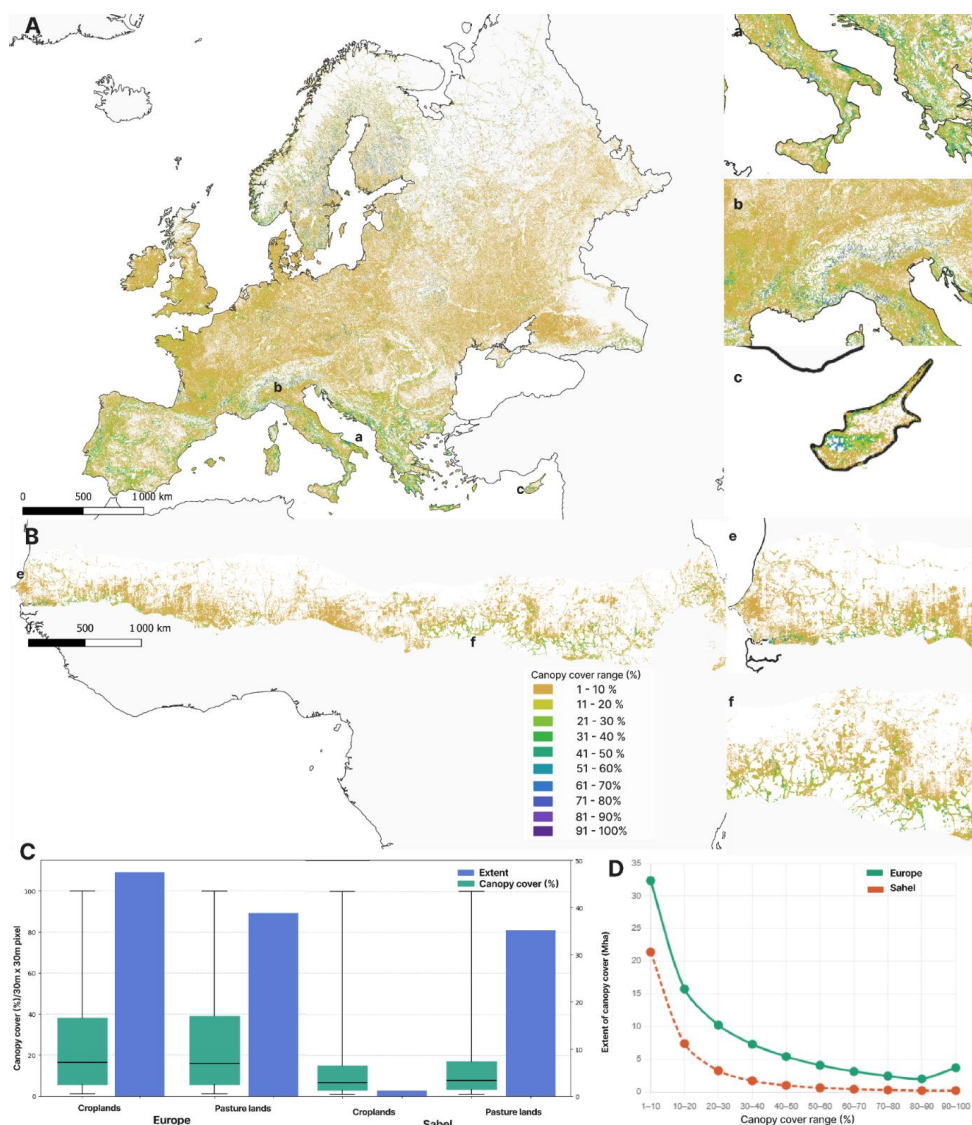 A
a
b
c
b
a
c
0 500 1 000 km
B
e
e
0 500 1 000 km
f
f
Canopy cover range (%)
1 - 10 %
11 - 20 %
21 - 30 %
31 - 40 %
41 - 50 %
51 - 60%
61 - 70%
71 - 80%
81 - 90%
91 - 100%
C
Extent
Canopy cover (%)
Canopy cover (%)/30m x 30m pixel
100
80
60
40
20
0
50
40
30
20
10
0
Extent of canopy cover (Mha)
Croplands
Pasture lands
Croplands
Pasture lands
Europe
Sahel
D
Europe
Sahel
35
30
25
20
15
10
5
0
1–10
10–20
20–30
30–40
40–50
50–60
60–70
70–80
80–90
90–100
Canopy cover range (%)